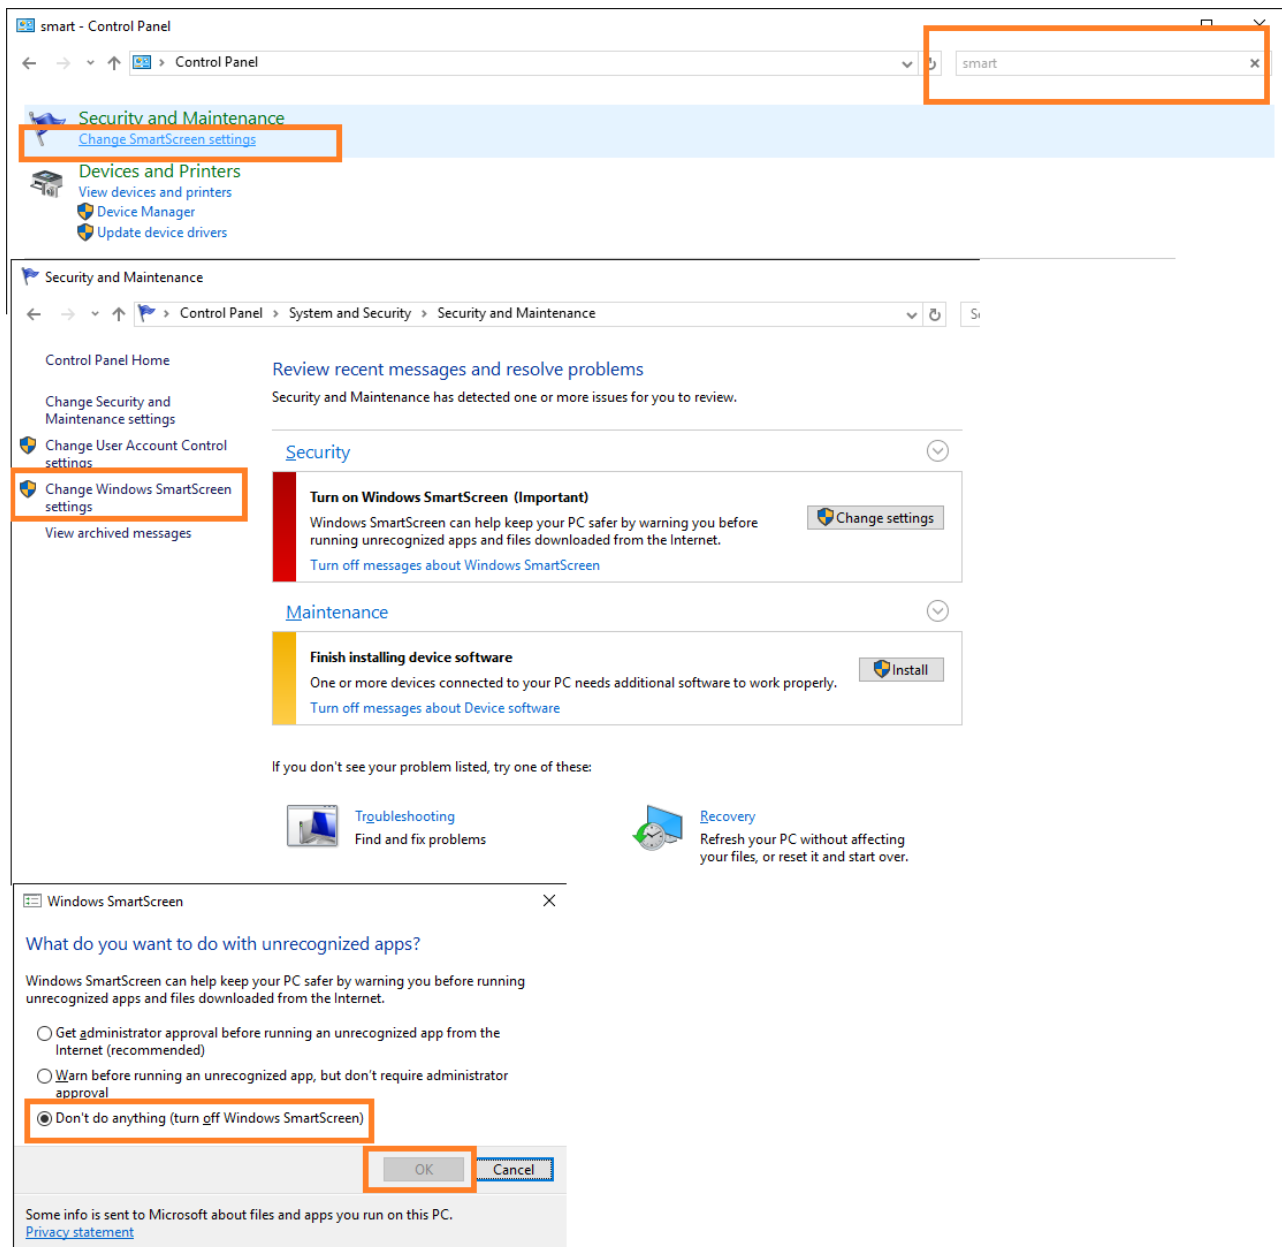 smart - Control Panel
Control Panel
smart
Security and Maintenance
Change SmartScreen settings
Devices and Printers
View devices and printers
Device Manager
Update device drivers
Security and Maintenance
Control Panel > System and Security > Security and Maintenance
Control Panel Home
Change Security and
Maintenance settings
Change User Account Control
settings
Change Windows SmartScreen
settings
View archived messages
Review recent messages and resolve problems
Security and Maintenance has detected one or more issues for you to review.
Security
Turn on Windows SmartScreen (Important)
Windows SmartScreen can help keep your PC safer by warning you before
running unrecognized apps and files downloaded from the Internet.
Turn off messages about Windows SmartScreen
Change settings
Maintenance
Finish installing device software
One or more devices connected to your PC needs additional software to work properly.
Turn off messages about Device software
Install
If you don't see your problem listed, try one of these:
Troubleshooting
Find and fix problems
Recovery
Refresh your PC without affecting
your files, or reset it and start over.
Windows SmartScreen
What do you want to do with unrecognized apps?
Windows SmartScreen can help keep your PC safer by warning you before running
unrecognized apps and files downloaded from the Internet.
Get administrator approval before running an unrecognized app from the
Internet (recommended)
Warn before running an unrecognized app, but don't require administrator
approval
Don't do anything (turn off Windows SmartScreen)
OK
Cancel
Some info is sent to Microsoft about files and apps you run on this PC.
Privacy statement